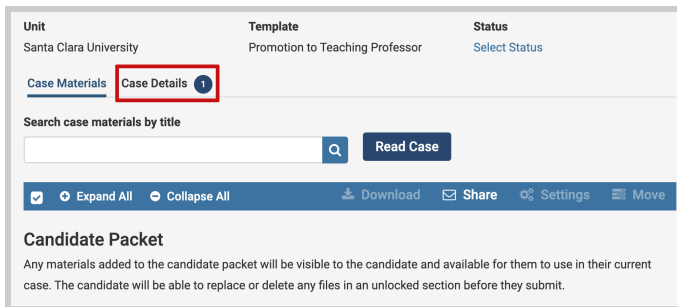 Unit Template Status
Santa Clara University Promotion to Teaching Professor Select Status
Case Materials Case Details 1
Search case materials by title
Read Case
Expand All Collapse All Download Share Settings Move
Candidate Packet
Any materials added to the candidate packet will be visible to the candidate and available for them to use in their current
case. The candidate will be able to replace or delete any files in an unlocked section before they submit.